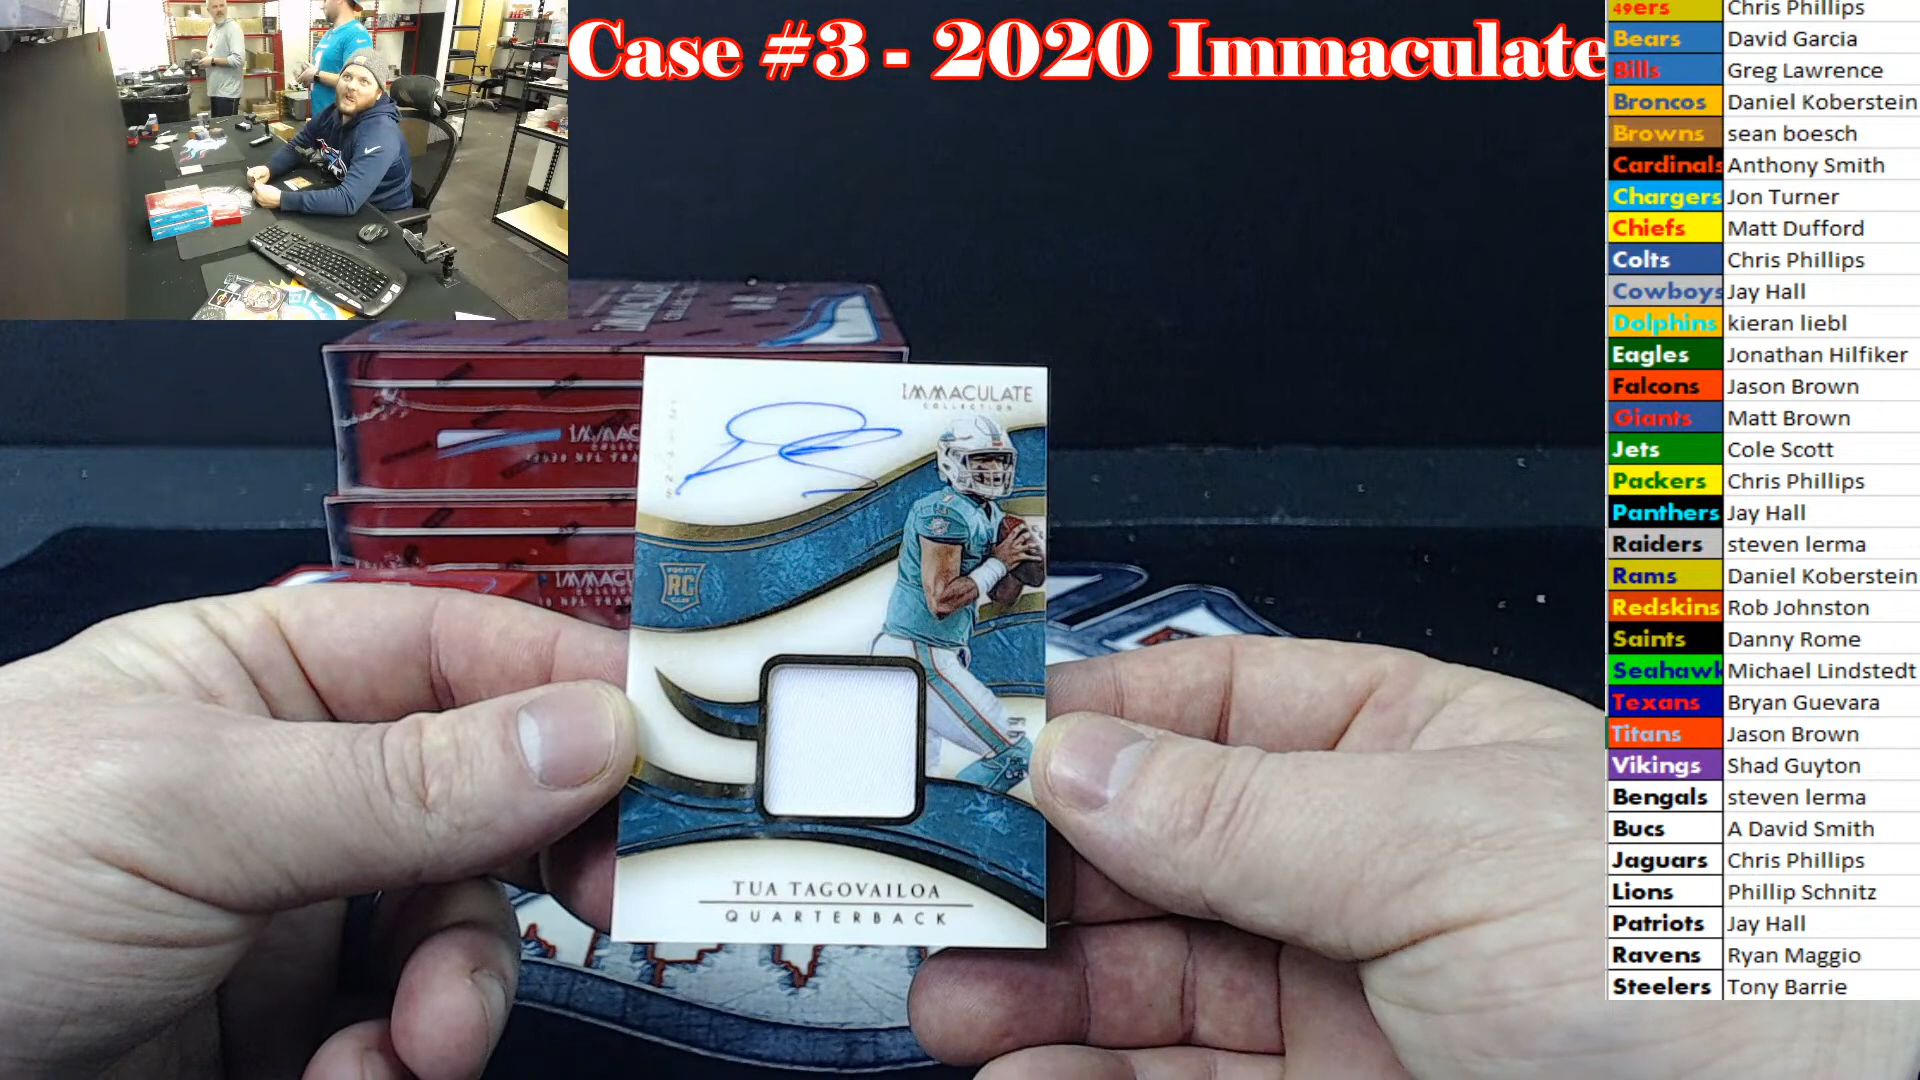 Case #3 - 2020 Immaculate
49ers Chris Phillips
Bears David Garcia
Bills Greg Lawrence
Broncos Daniel Koberstein
Browns sean boesch
Cardinals Anthony Smith
Chargers Jon Turner
Chiefs Matt Dufford
Colts Chris Phillips
Cowboys Jay Hall
Dolphins kieran liebl
Eagles Jonathan Hilfiker
Falcons Jason Brown
Giants Matt Brown
Jets Cole Scott
Packers Chris Phillips
Panthers Jay Hall
Raiders steven lerma
Rams Daniel Koberstein
Redskins Rob Johnston
Saints Danny Rome
Seahawk Michael Lindstedt
Texans Bryan Guevara
Titans Jason Brown
Vikings Shad Guyton
Bengals steven lerma
Bucs A David Smith
Jaguars Chris Phillips
Lions Phillip Schnitz
Patriots Jay Hall
Ravens Ryan Maggio
Steelers Tony Barrie
IMMACULATE
COLLECTION
RC
TUA TAGOVAILOA
QUARTERBACK